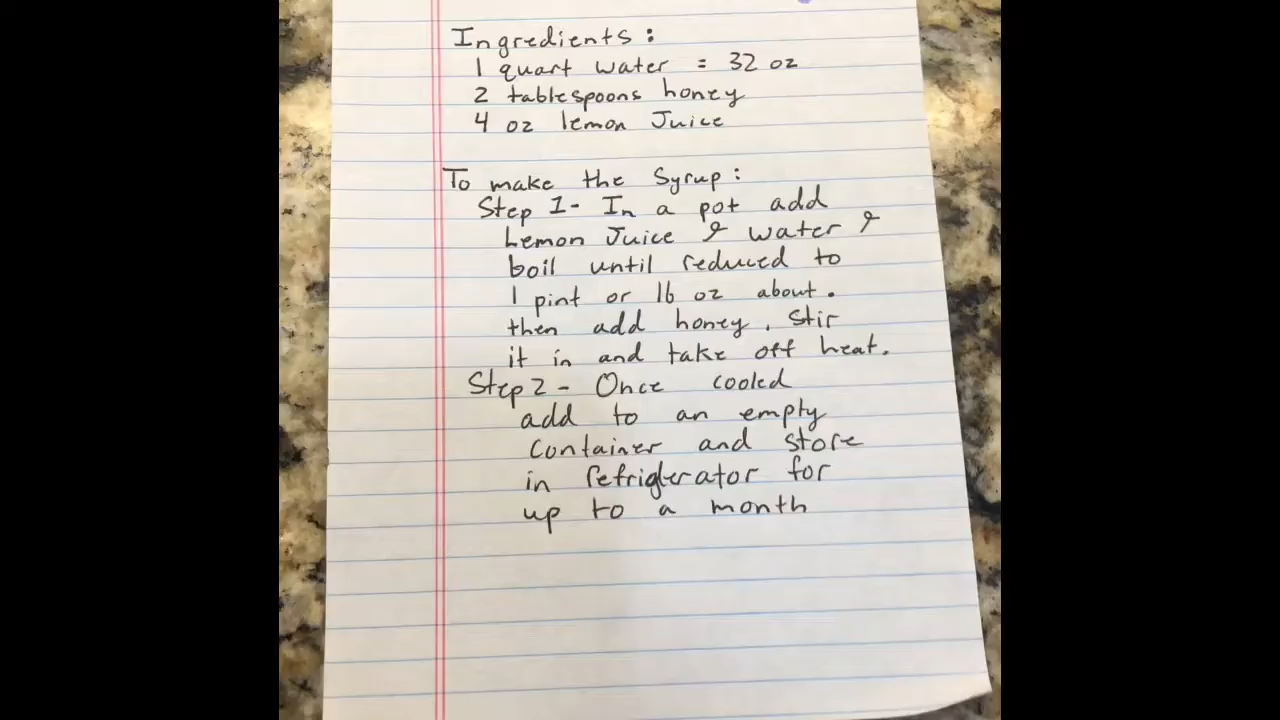 Ingredients:
1 quart water = 32 oz
2 tablespoons honey
4 oz lemon Juice
To make the Syrup:
Step 1- In a pot add
Lemon Juice & water &
boil until reduced to
1 pint or 16 oz about.
then add honey, stir
it in and take off heat.
Step 2- Once cooled
add to an empty
container and store
in refrigerator for
up to a month